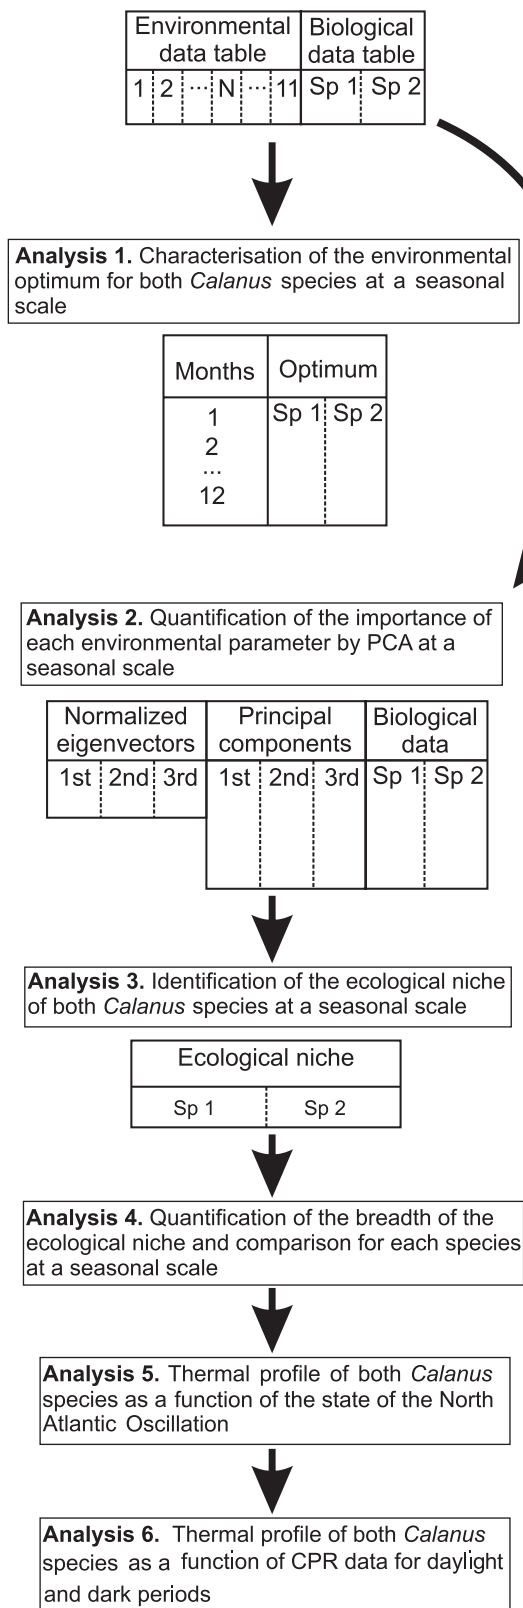 Environmental data table
Biological data table
1 2 ... N ... 11 Sp 1 Sp 2
Analysis 1. Characterisation of the environmental
optimum for both Calanus species at a seasonal
scale
Months Optimum
Sp 1 Sp 2
1
2
...
12
Analysis 2. Quantification of the importance of
each environmental parameter by PCA at a
seasonal scale
Normalized eigenvectors
Principal components
Biological data
1st 2nd 3rd 1st 2nd 3rd Sp 1 Sp 2
Analysis 3. Identification of the ecological niche
of both Calanus species at a seasonal scale
Ecological niche
Sp 1 Sp 2
Analysis 4. Quantification of the breadth of the
ecological niche and comparison for each species
at a seasonal scale
Analysis 5. Thermal profile of both Calanus
species as a function of the state of the North
Atlantic Oscillation
Analysis 6. Thermal profile of both Calanus
species as a function of CPR data for daylight
and dark periods